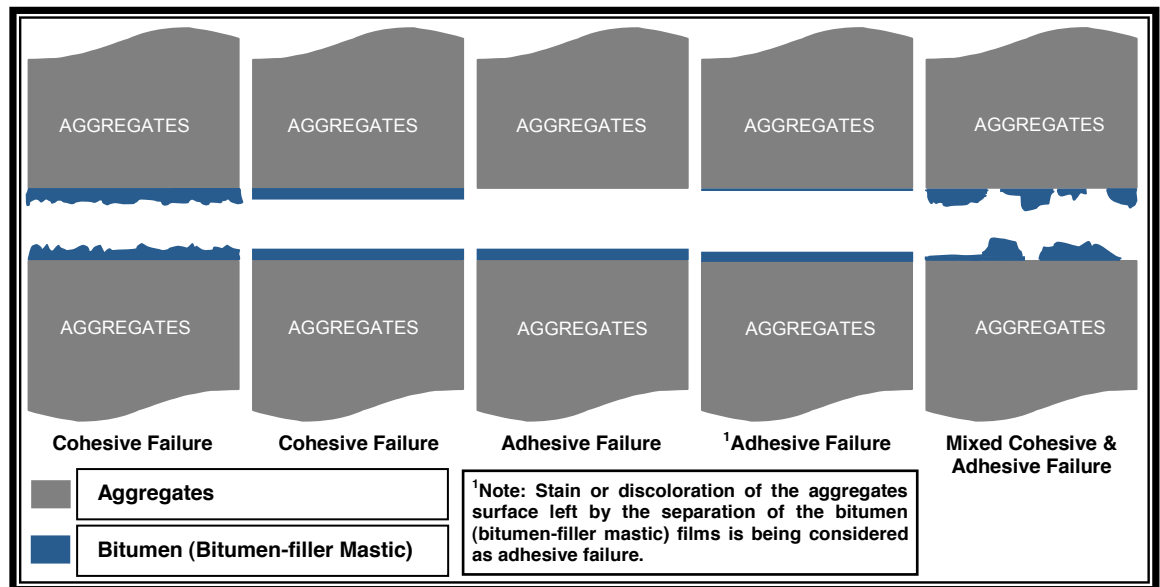 AGGREGATES AGGREGATES AGGREGATES AGGREGATES AGGREGATES
AGGREGATES AGGREGATES AGGREGATES AGGREGATES AGGREGATES
Cohesive Failure
Cohesive Failure
Adhesive Failure
¹Adhesive Failure
Mixed Cohesive &
Adhesive Failure
Aggregates
Bitumen (Bitumen-filler Mastic)
¹Note: Stain or discoloration of the aggregates
surface left by the separation of the bitumen
(bitumen-filler mastic) films is being considered
as adhesive failure.